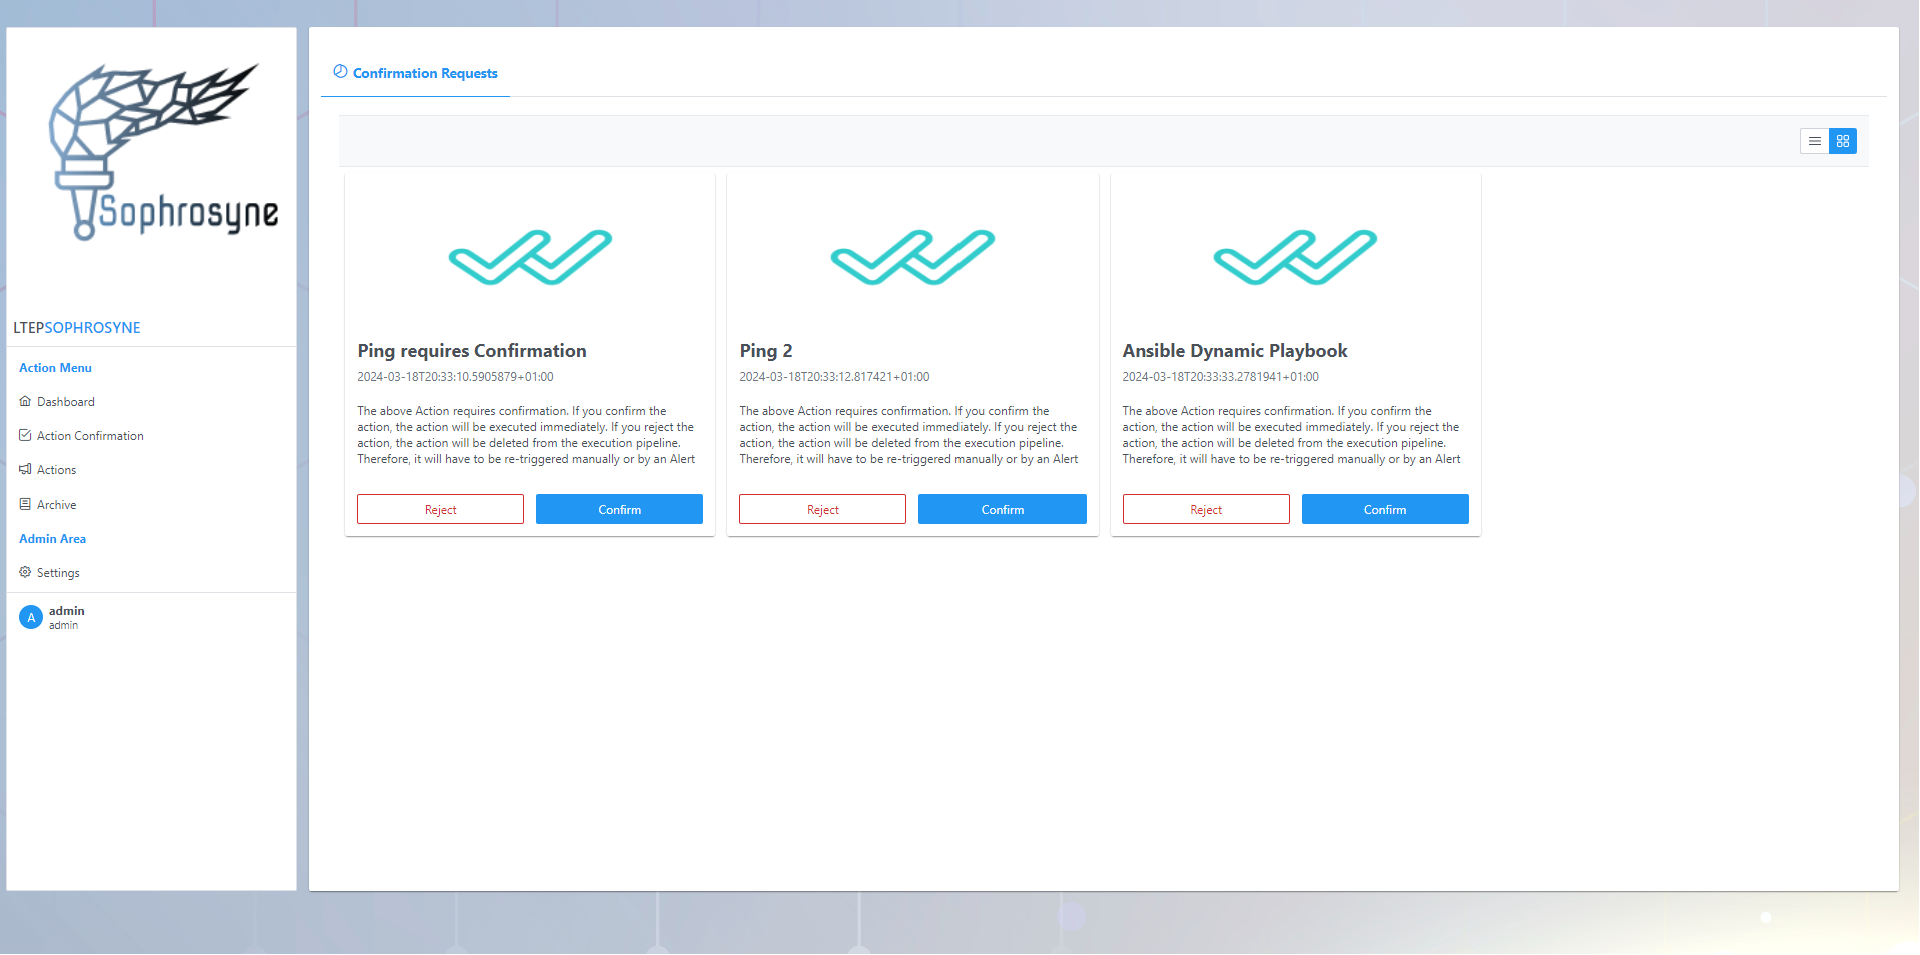 Sophrosyne
LTEPSOPHROSYNE
Action Menu
Dashboard
Action Confirmation
Actions
Archive
Admin Area
Settings
A
admin
admin
Confirmation Requests
Ping requires Confirmation
2024-03-18T20:33:10.5905879+01:00
The above Action requires confirmation. If you confirm the
action, the action will be executed immediately. If you reject the
action, the action will be deleted from the execution pipeline.
Therefore, it will have to be re-triggered manually or by an Alert
Reject
Confirm
Ping 2
2024-03-18T20:33:12.817421+01:00
The above Action requires confirmation. If you confirm the
action, the action will be executed immediately. If you reject the
action, the action will be deleted from the execution pipeline.
Therefore, it will have to be re-triggered manually or by an Alert
Reject
Confirm
Ansible Dynamic Playbook
2024-03-18T20:33:33.2781941+01:00
The above Action requires confirmation. If you confirm the
action, the action will be executed immediately. If you reject the
action, the action will be deleted from the execution pipeline.
Therefore, it will have to be re-triggered manually or by an Alert
Reject
Confirm